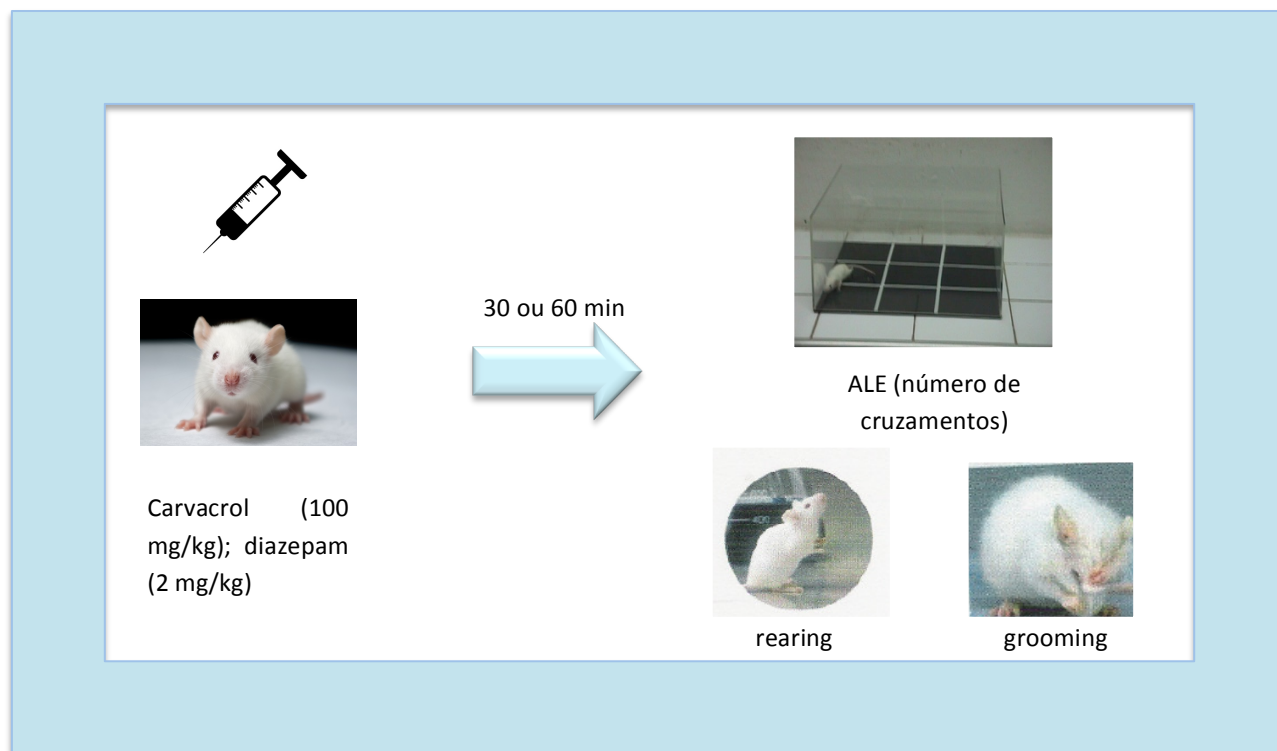 30 ou 60 min
Carvacrol (100
mg/kg); diazepam
(2 mg/kg)
ALE (número de
cruzamentos)
rearing
grooming